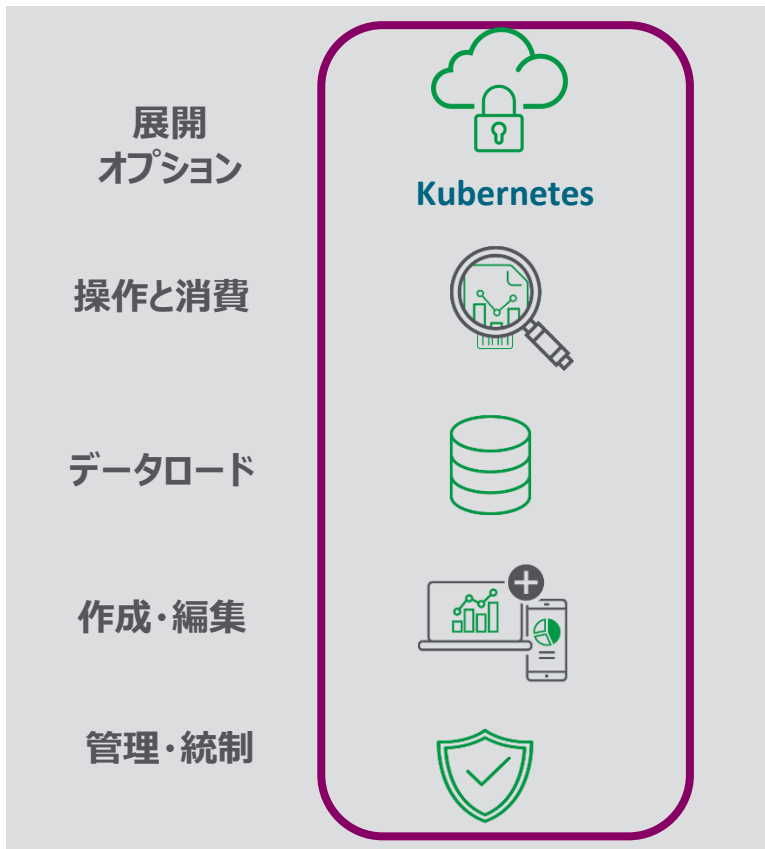 展開
オプション
Kubernetes
操作と消費
データロード
作成・編集
管理・統制